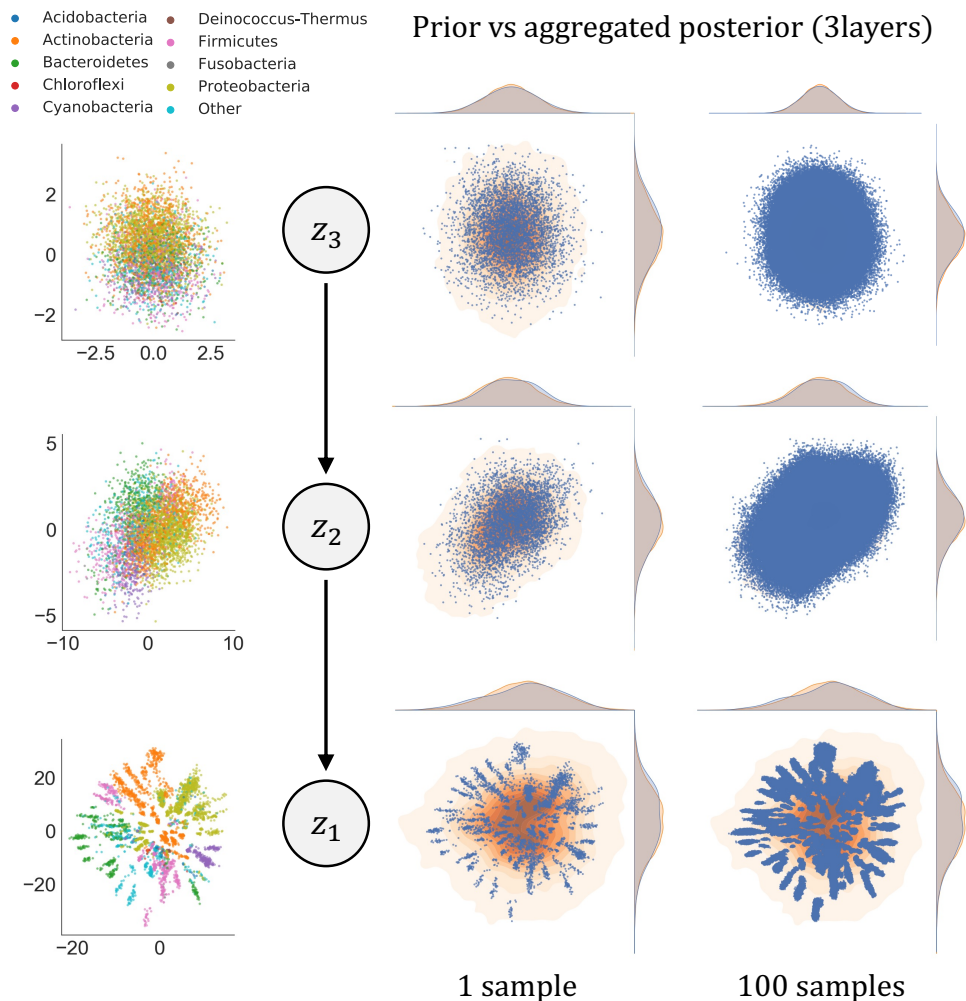 Acidobacteria
Actinobacteria
Bacteroidetes
Chloroflexi
Cyanobacteria
Deinococcus-Thermus
Firmicutes
Fusobacteria
Proteobacteria
Other
Prior vs aggregated posterior (3layers)
2
0
−2
−2.5 0.0 2.5
z3
5
0
−5
−10 0 10
z2
20
0
−20
−20 0
z1
1 sample
100 samples